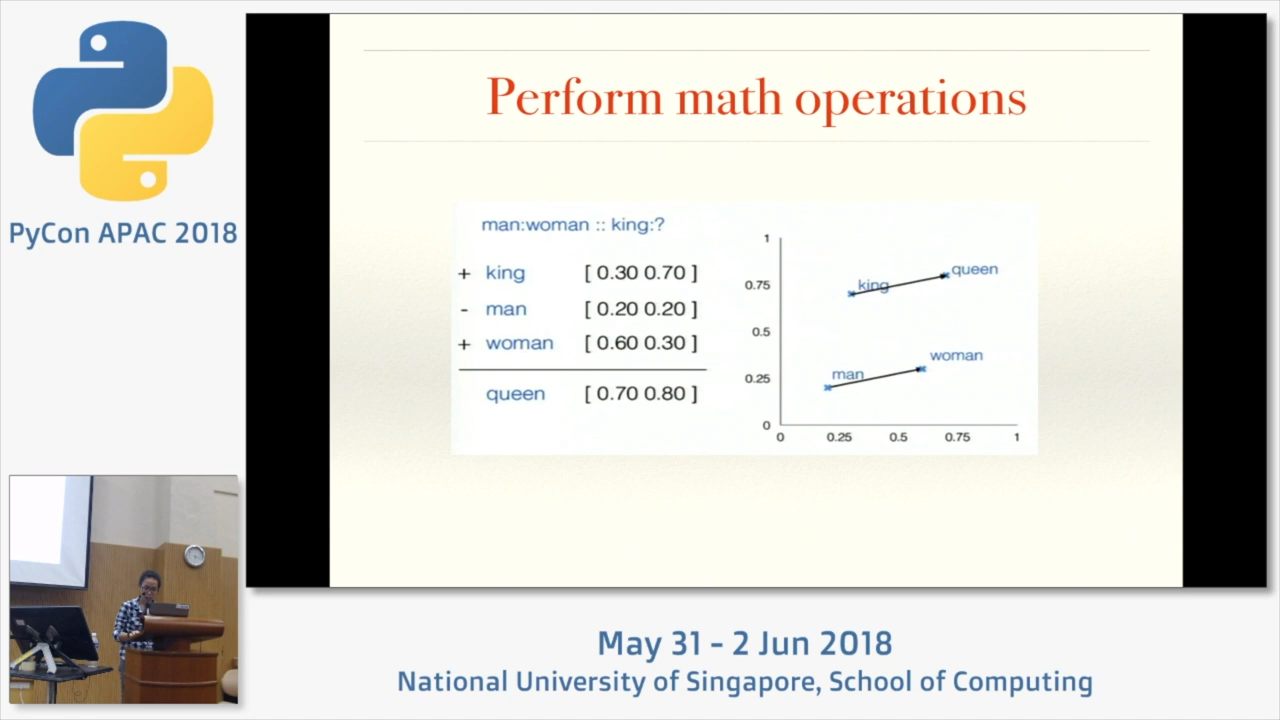 PyCon APAC 2018
Perform math operations
man:woman :: king:?
+ king [ 0.30 0.70 ]
- man [ 0.20 0.20 ]
+ woman [ 0.60 0.30 ]
queen [ 0.70 0.80 ]
1
0.75
0.5
0.25
0
king
queen
man
woman
0 0.25 0.5 0.75 1
May 31 - 2 Jun 2018
National University of Singapore, School of Computing